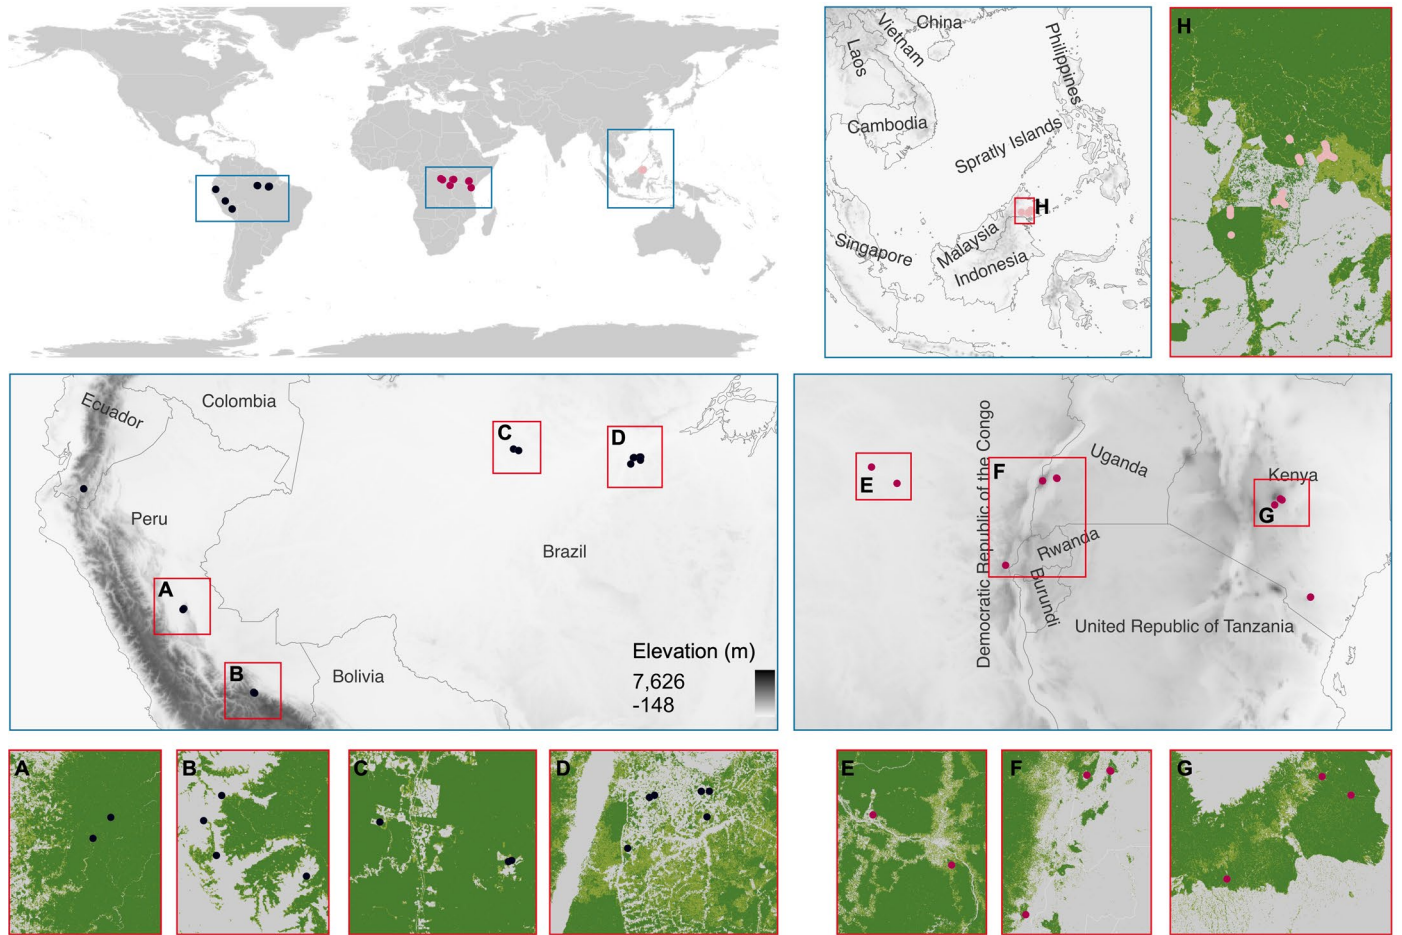 China
Vietnam
Laos
Philippines
Cambodia
Spratly Islands
H
Malaysia
Singapore
Indonesia
H
Ecuador
Colombia
Peru
Brazil
Bolivia
A
B
C
D
Elevation (m)
7,626
-148
Democratic Republic of the Congo
Uganda
Kenya
Rwanda
Burundi
United Republic of Tanzania
E
F
G
A
B
C
D
E
F
G